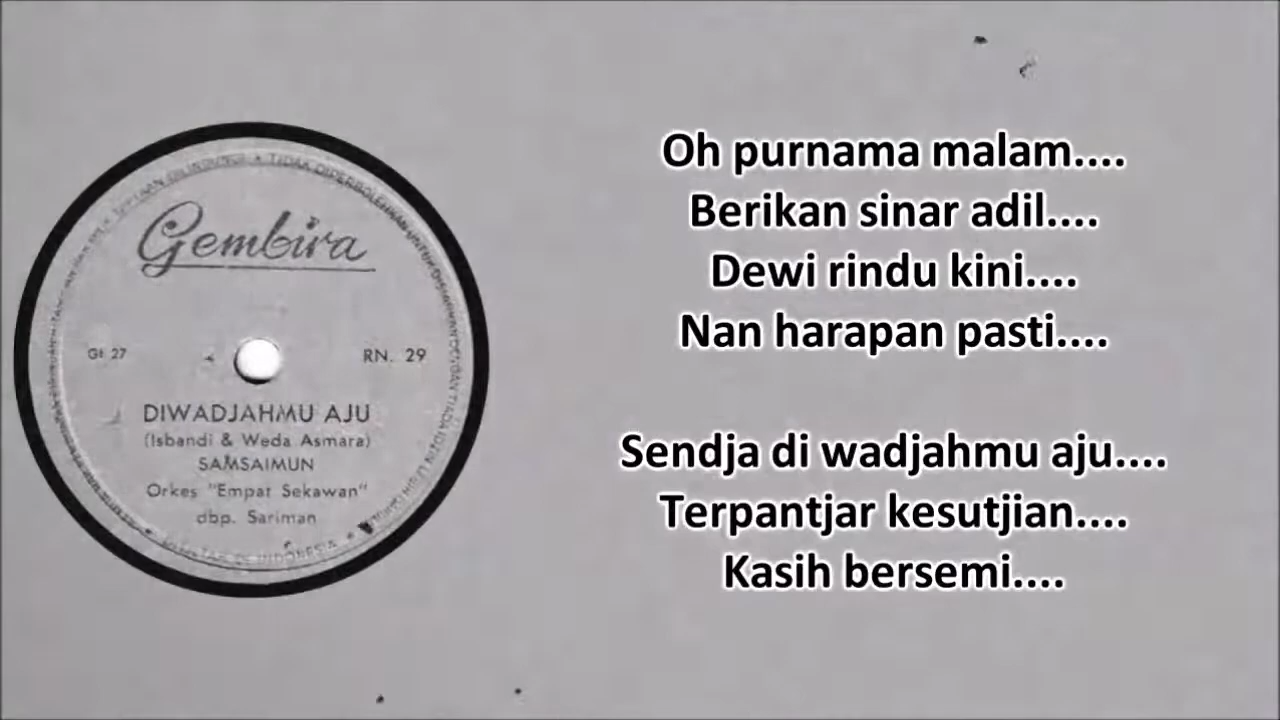 Gembira
Gt 27
RN. 29
DIWADJAHMU AJU
(Isbandi & Weda Asmara)
SAMSAIMUN
Orkes "Empat Sekawan"
dbp. Sariman
Oh purnama malam....
Berikan sinar adil....
Dewi rindu kini....
Nan harapan pasti....
Sendja di wadjahmu aju....
Terpantjar kesutjian....
Kasih bersemi....